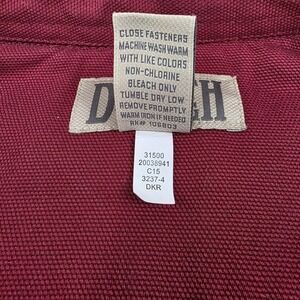 CLOSE FASTENERS
MACHINE WASH WARM
WITH LIKE COLORS
NON-CHLORINE
BLEACH ONLY
TUMBLE DRY LOW
REMOVE PROMPTLY
WARM IRON IF NEEDED
RN# 106803
31500
20038941
C15
3237-4
DKR